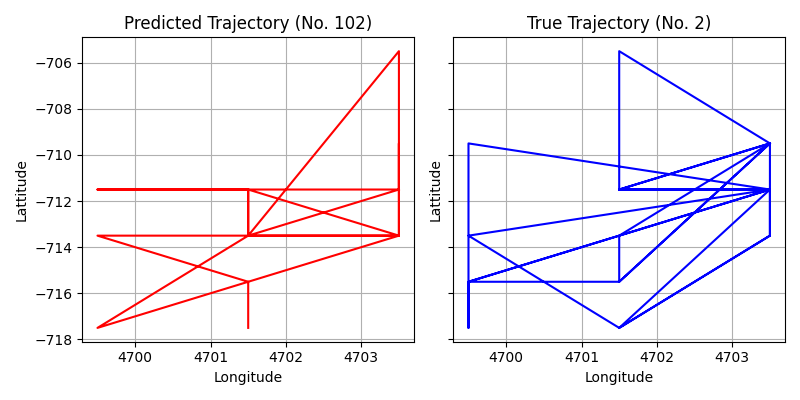 Predicted Trajectory (No. 102)
True Trajectory (No. 2)
Lattitude
−706
−708
−710
−712
−714
−716
−718
4700
4701
4702
4703
Longitude
Lattitude
4700
4701
4702
4703
Longitude